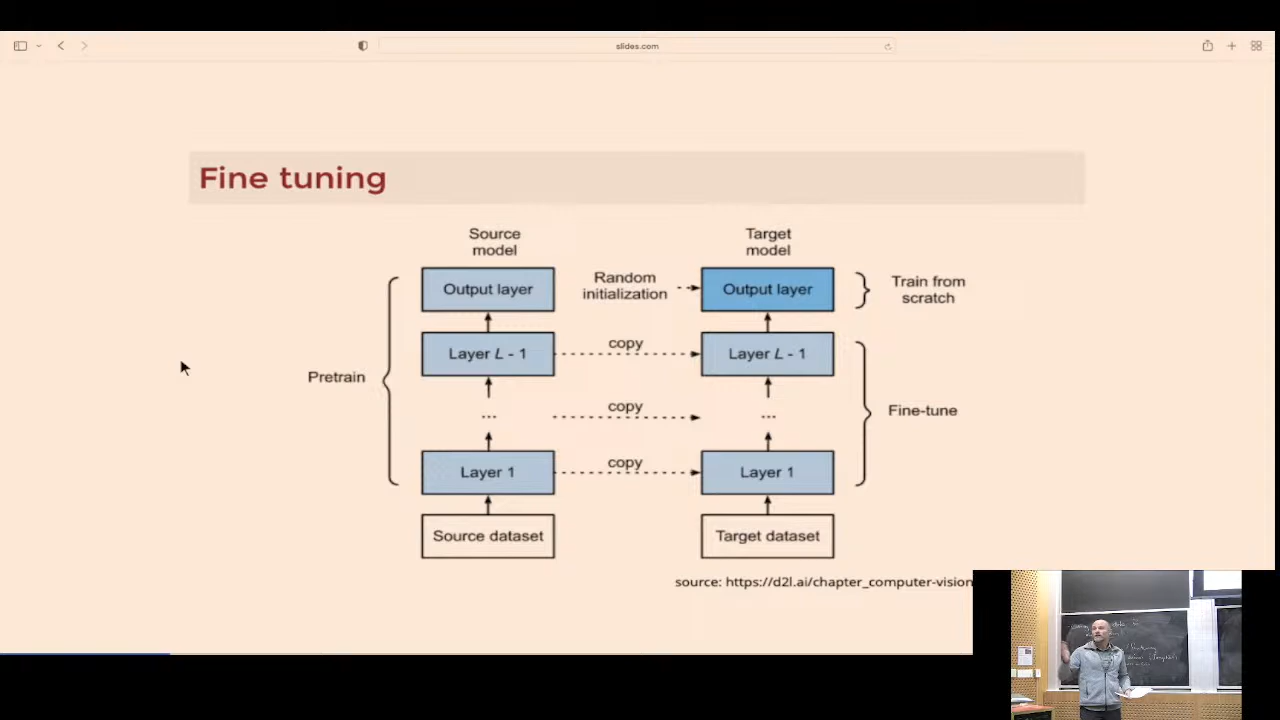 slides.com
Fine tuning
Source
model
Target
model
Output layer
Random
initialization
Output layer
Train from
scratch
Layer L - 1
copy
Layer L - 1
Pretrain
...
copy
...
Fine-tune
Layer 1
copy
Layer 1
Source dataset
Target dataset
source: https://d2l.ai/chapter_computer-vision